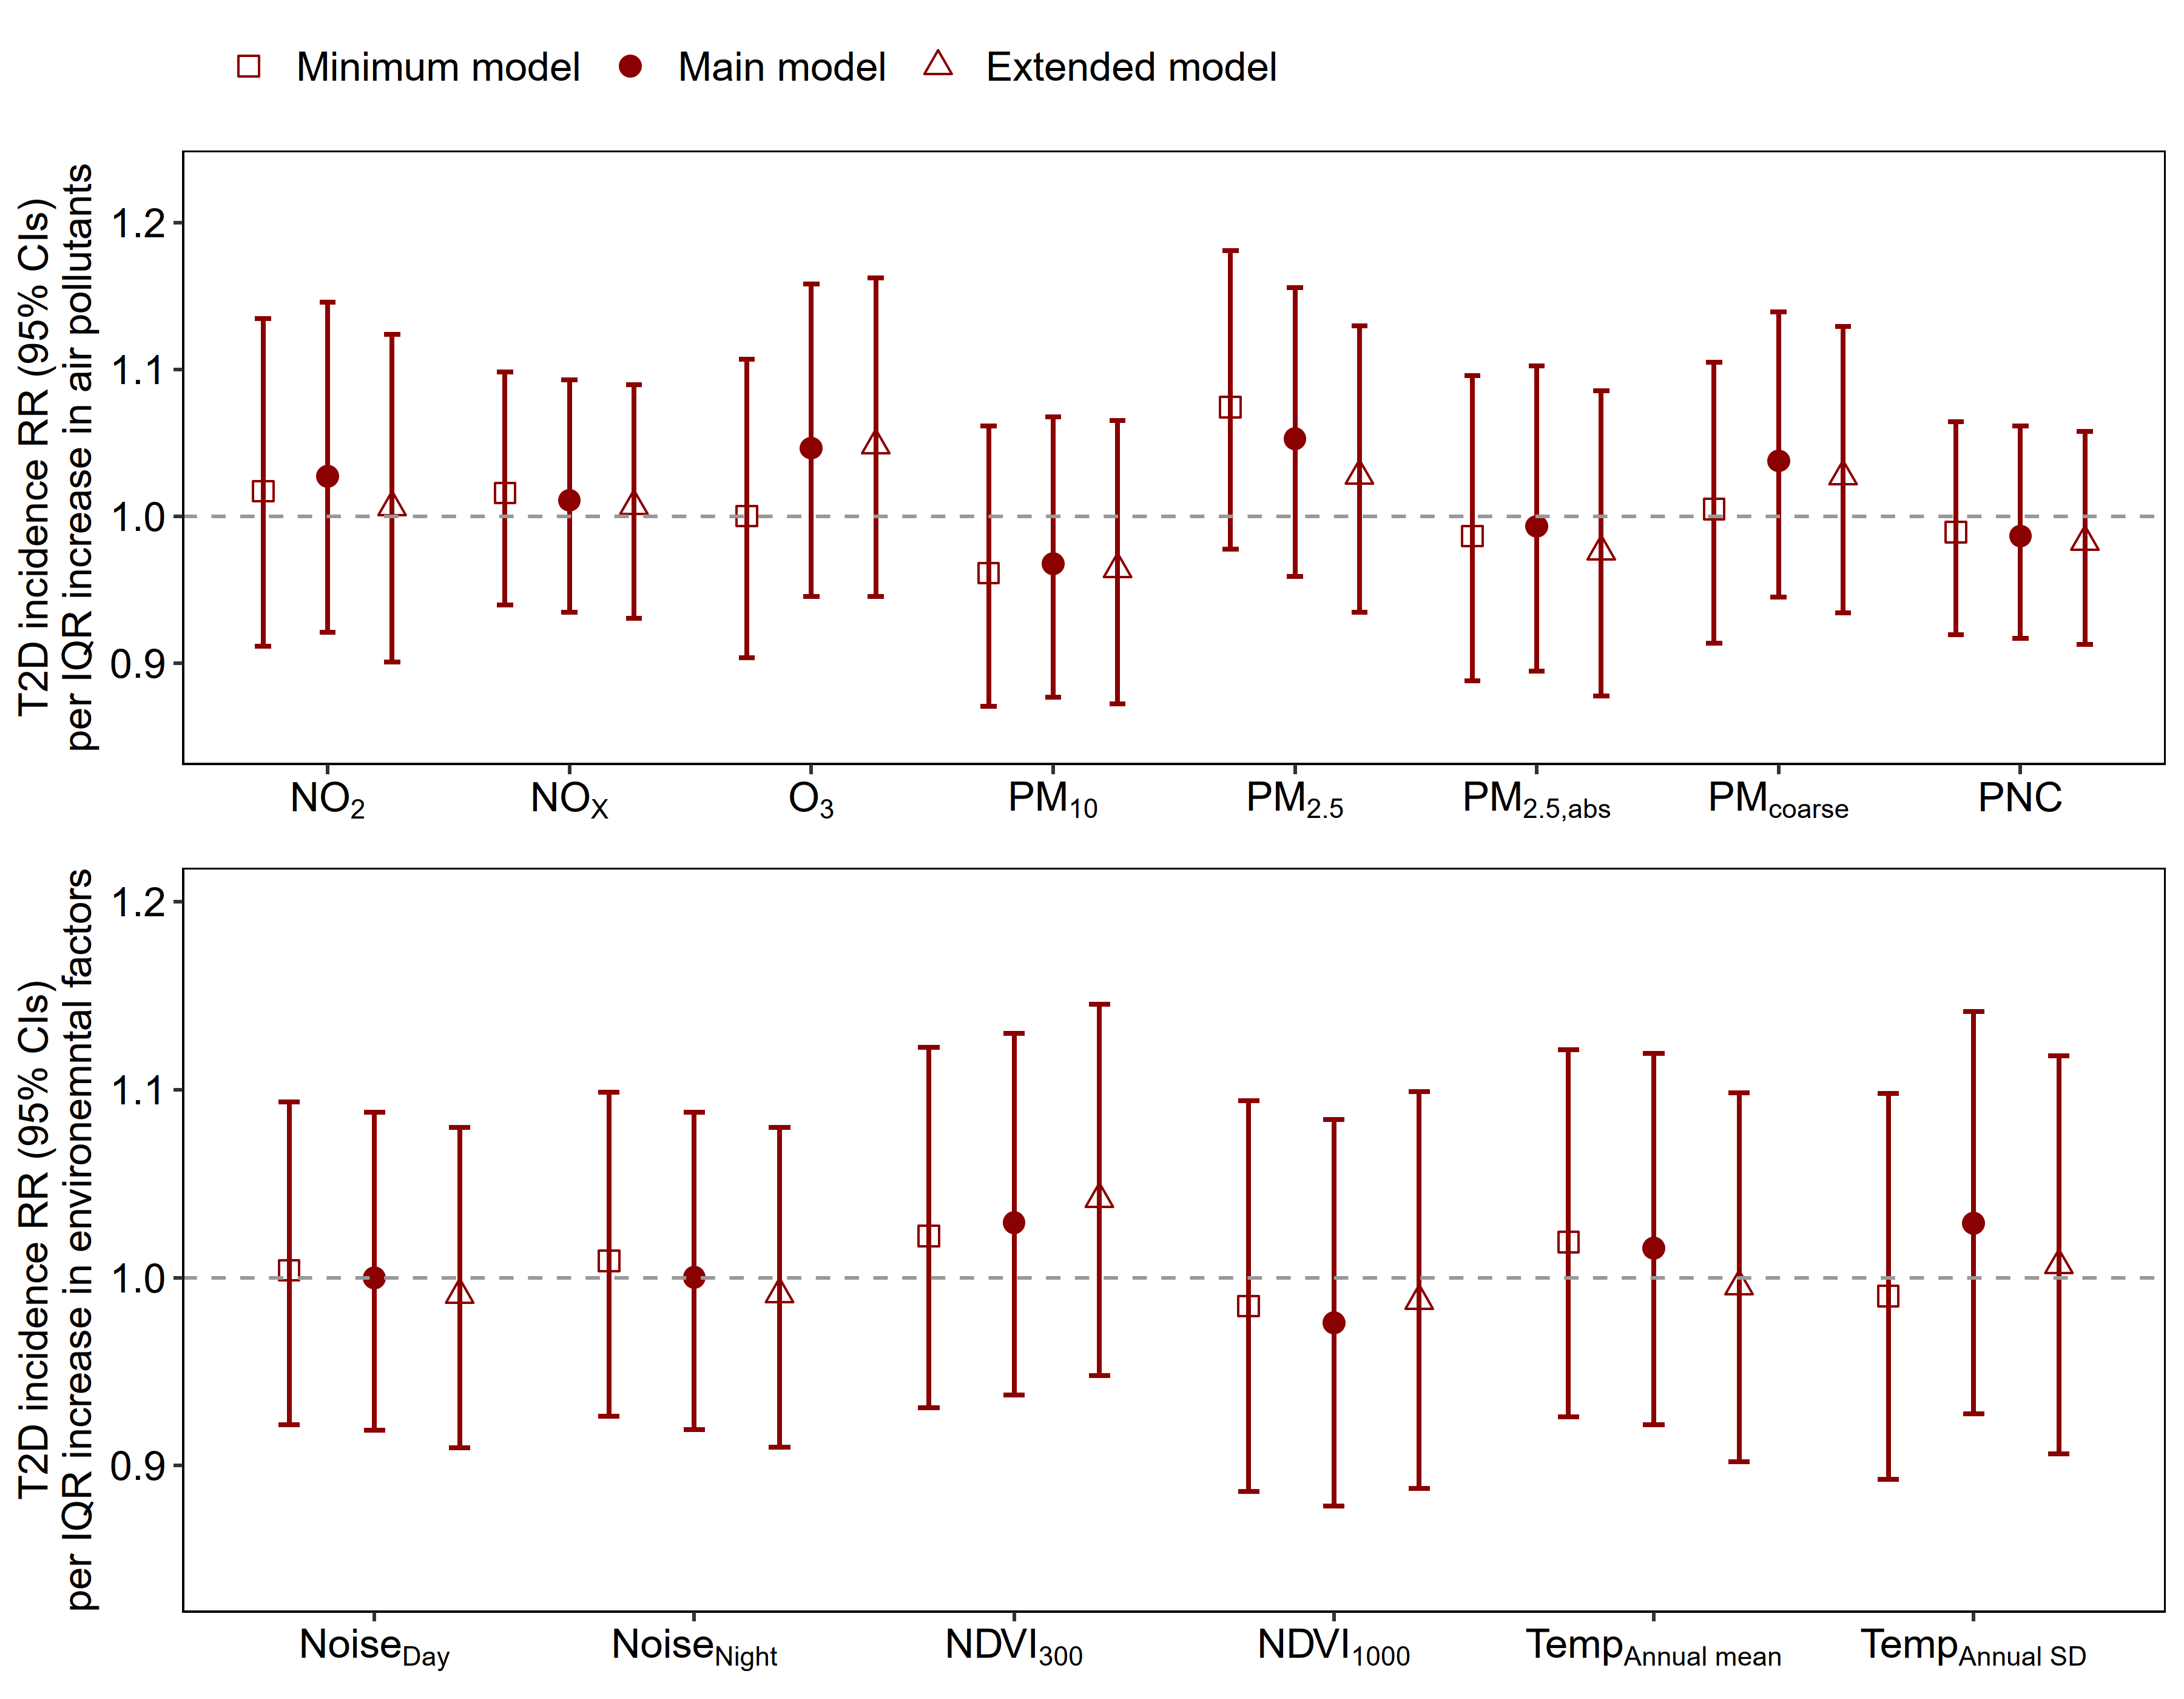 Minimum model Main model Extended model
T2D incidence RR (95% CIs)
per IQR increase in air pollutants
1.2
1.1
1.0
0.9
NO2 NOX O3 PM10 PM2.5 PM2.5,abs PMcoarse PNC
T2D incidence RR (95% CIs)
per IQR increase in environemntal factors
1.2
1.1
1.0
0.9
NoiseDay NoiseNight NDVI300 NDVI1000 TempAnnual mean TempAnnual SD